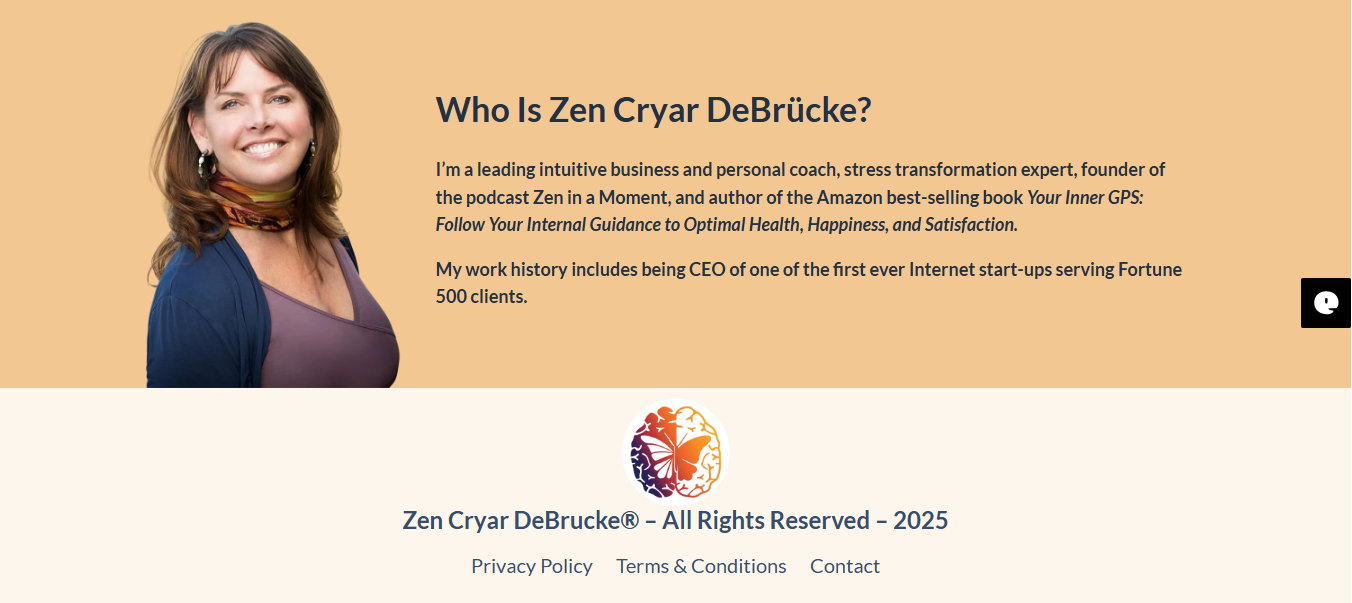 Who Is Zen Cryar DeBrücke?
I’m a leading intuitive business and personal coach, stress transformation expert, founder of
the podcast Zen in a Moment, and author of the Amazon best-selling book Your Inner GPS:
Follow Your Internal Guidance to Optimal Health, Happiness, and Satisfaction.
My work history includes being CEO of one of the first ever Internet start-ups serving Fortune
500 clients.
e
Zen Cryar DeBrucke® – All Rights Reserved – 2025
Privacy Policy Terms & Conditions Contact